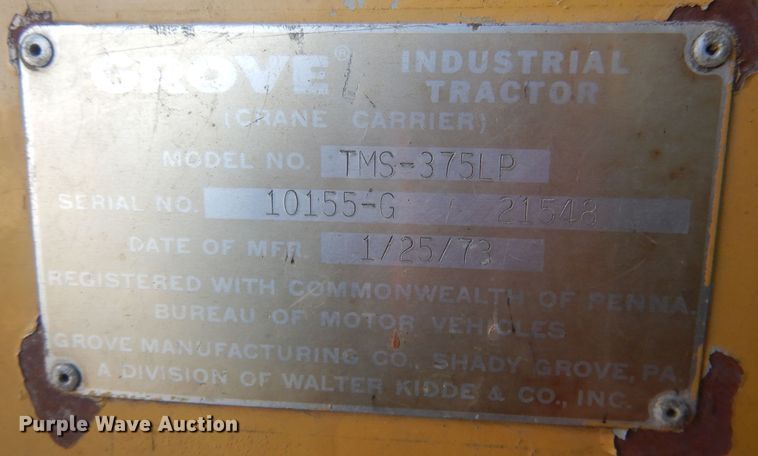 GROVE® INDUSTRIAL TRACTOR
(CRANE CARRIER)
MODEL NO. TMS-375LP
SERIAL NO. 10155-G / 21548
DATE OF MFR. 1/25/73
REGISTERED WITH COMMONWEALTH OF PENNA.
BUREAU OF MOTOR VEHICLES
GROVE MANUFACTURING CO., SHADY GROVE, PA.
A DIVISION OF WALTER KIDDE & CO., INC.
Purple Wave Auction